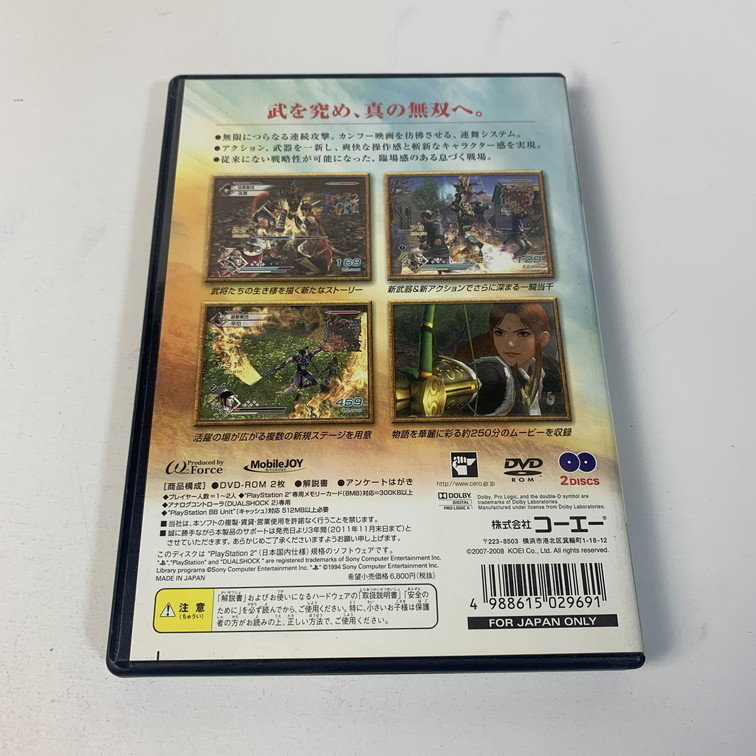 武を究め、真の無双へ。
●無限につらなる連続攻撃。カンフー映画を彷彿させる、連舞システム。
●アクション、武器を一新し、爽快な操作感と斬新なキャラクター感を実現。
●従来にない戦略性が可能になった、臨場感のある息づく戦場。
188
129
武将たちの生き様を描く新たなストーリー
新武器&新アクションでさらに深まる一騎当千
459
活躍の場が広がる複数の新規ステージを用意
物語を華麗に彩る約250分のムービーを収録
Produced by
ω-Force
MobileJOY
http://www.cero.gr.jp
DVD
ROM
2DISCS
[商品構成] ●DVD-ROM 2枚 ●解説書 ●アンケートはがき
◆プレイヤー人数=1~2人 ◆"PlayStation 2"専用メモリーカード(8MB)対応=300KB以上
◆アナログコントローラ(DUALSHOCK 2)専用
◆"PlayStation BB Unit"(キャッシュ)対応 512MB以上必要
DOLBY
DIGITAL
PRO LOGIC II
Dolby, Pro Logic, and the double-D symbol are
trademarks of Dolby Laboratories.
Manufactured under license from Dolby Laboratories.
■当社は、本ソフトの複製・賃貸・営業使用を許諾なく行うことを禁じます。
■誠に勝手ながら本製品のサポートは発売日より3年間(2011年11月末日まで)と
させていただきます。あらかじめご了承くださいますようお願い申し上げます。
株式会社 コーエー
〒223-8503 横浜市港北区箕輪町1-18-12
©2007-2008 KOEI Co., Ltd. All rights reserved.
このディスクは"PlayStation 2"(日本国内仕様)規格のソフトウェアです。
"PlayStation" and "DUALSHOCK" are registered trademarks of Sony Computer Entertainment Inc.
Library programs ©Sony Computer Entertainment Inc. ©1994 Sony Computer Entertainment Inc.
MADE IN JAPAN
希望小売価格 6,800円(税抜)
注意
(ちゅうい)
「解説書」およびお使いになるハードウェアの「取扱説明書」「安全の
ために」を必ず読んでから、ご使用ください。特に、小さいお子様は保護
者の方がお読みの上、正しい方法で、ご使用ください。
4 988615 029691
FOR JAPAN ONLY